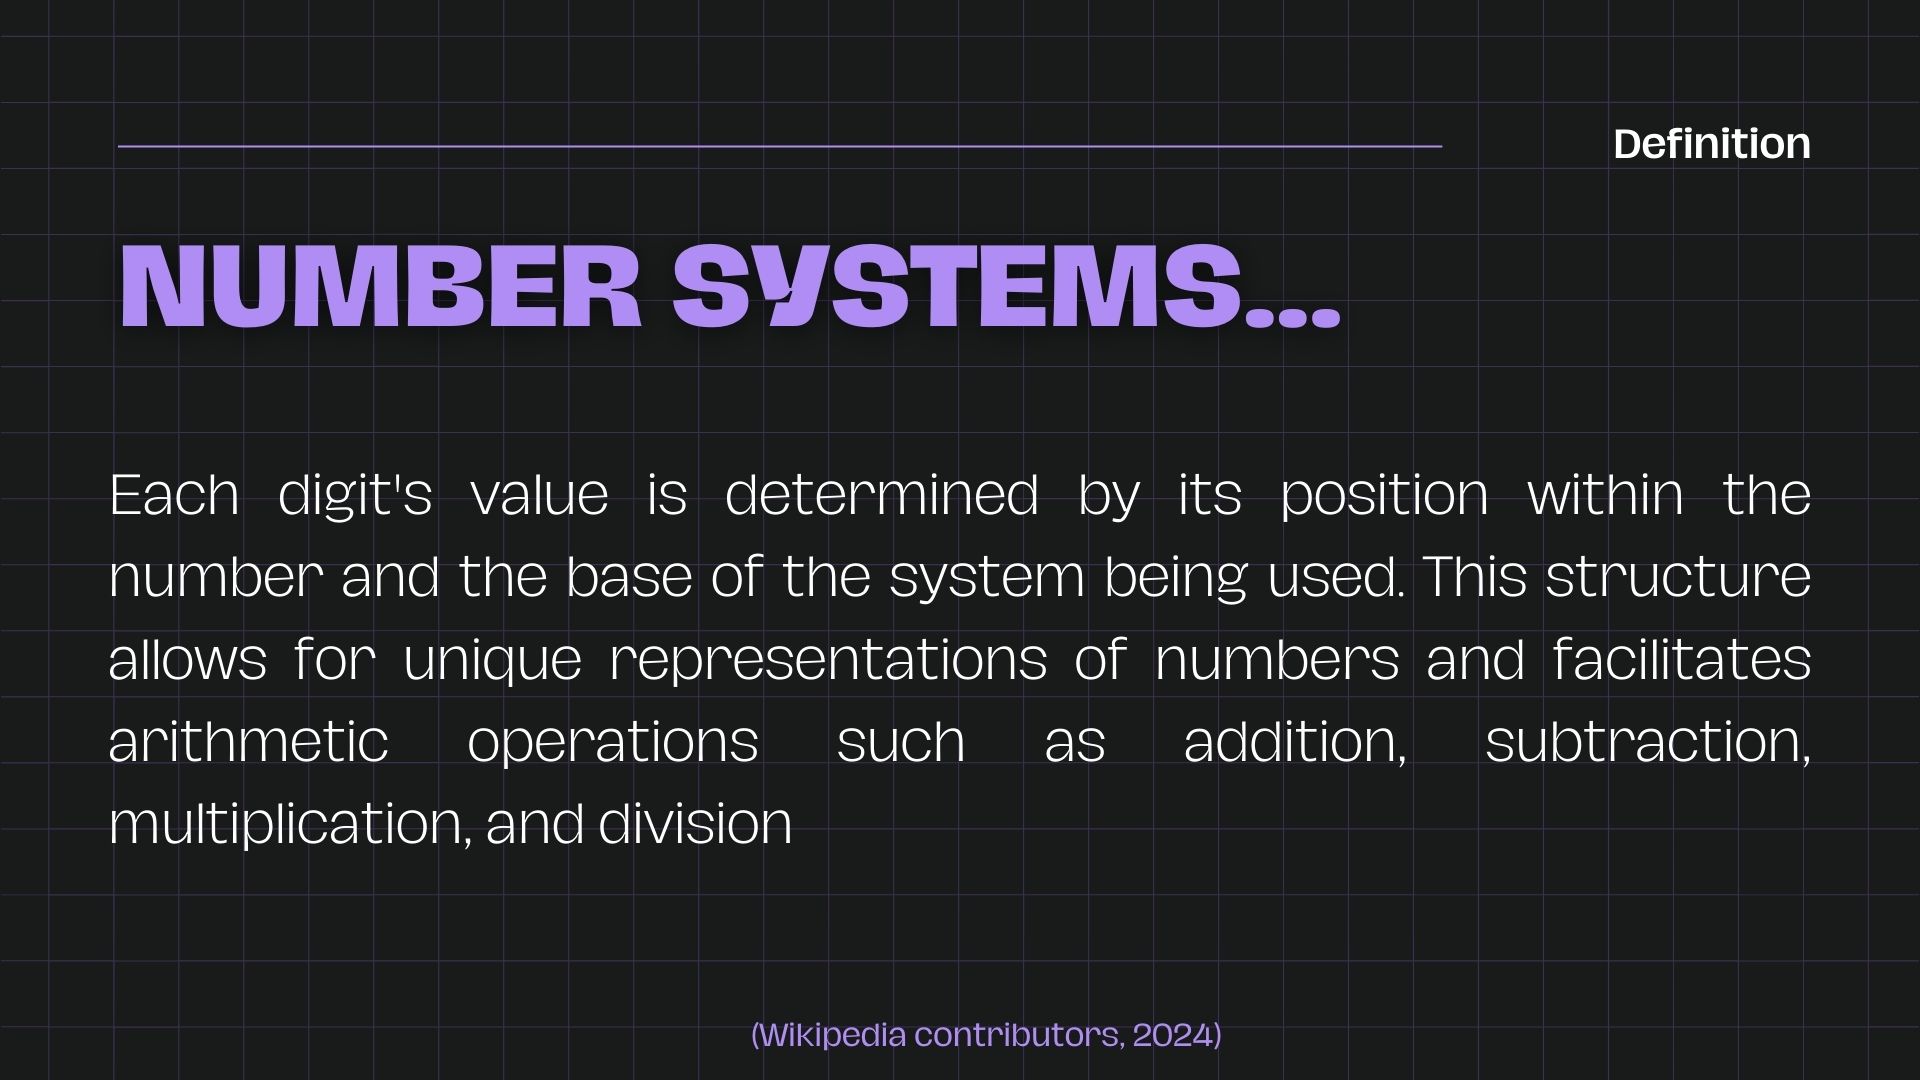 Definition
NUMBER SYSTEMS...
Each digit's value is determined by its position within the
number and the base of the system being used. This structure
allows for unique representations of numbers and facilitates
arithmetic operations such as addition, subtraction,
multiplication, and division
(Wikipedia contributors, 2024)